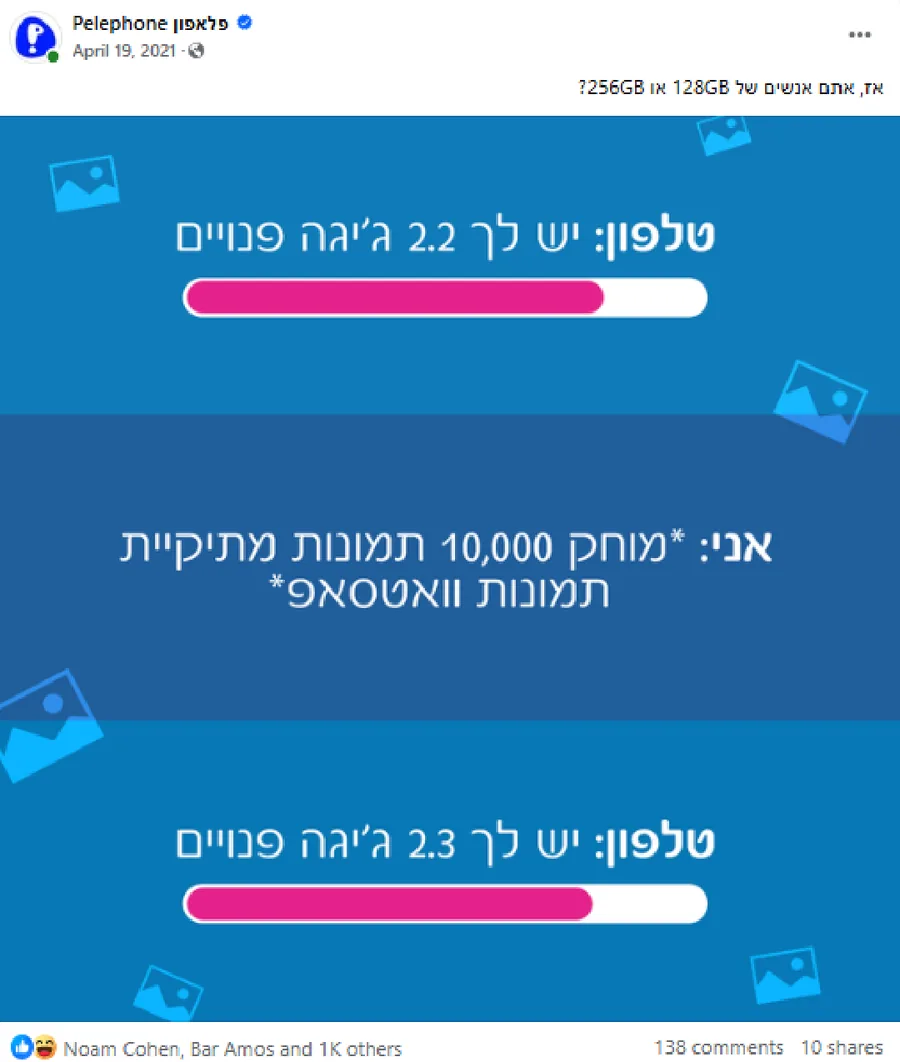 Pelephone פלאפון
April 19, 2021 ·
אז, אתם אנשים של 128GB או 256GB?
טלפון: יש לך 2.2 ג'יגה פנויים
אני: *מוחק 10,000 תמונות מתיקיית
תמונות וואטסאפ*
טלפון: יש לך 2.3 ג'יגה פנויים
Noam Cohen, Bar Amos and 1K others 138 comments 10 shares